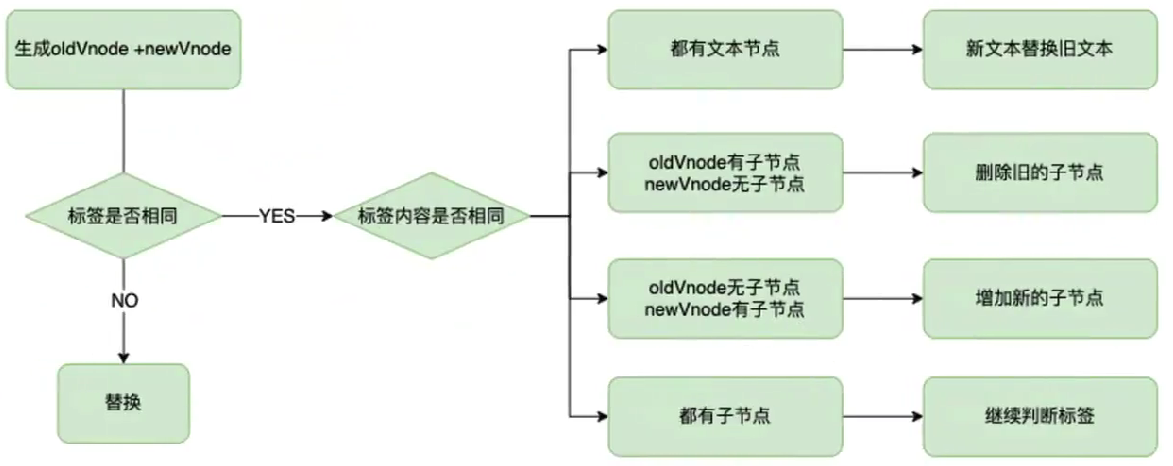 生成oldVnode +newVnode
标签是否相同
YES
NO
替换
标签内容是否相同
都有文本节点
新文本替换旧文本
oldVnode有子节点
newVnode无子节点
删除旧的子节点
oldVnode无子节点
newVnode有子节点
增加新的子节点
都有子节点
继续判断标签